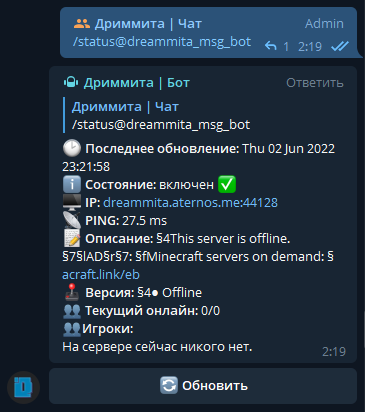 Дриммита | Чат Admin
/status@dreammita_msg_bot 1 2:19
Дриммита | Бот Ответить
Дриммита | Чат
/status@dreammita_msg_bot
Последнее обновление: Thu 02 Jun 2022
23:21:58
Состояние: включен ✅
IP: dreammita.aternos.me:44128
PING: 27.5 ms
Описание: §4This server is offline.
§7§lAD§r§7: §fMinecraft servers on demand: §
acraft.link/eb
Версия: §4● Offline
Текущий онлайн: 0/0
Игроки:
На сервере сейчас никого нет. 2:19
Обновить